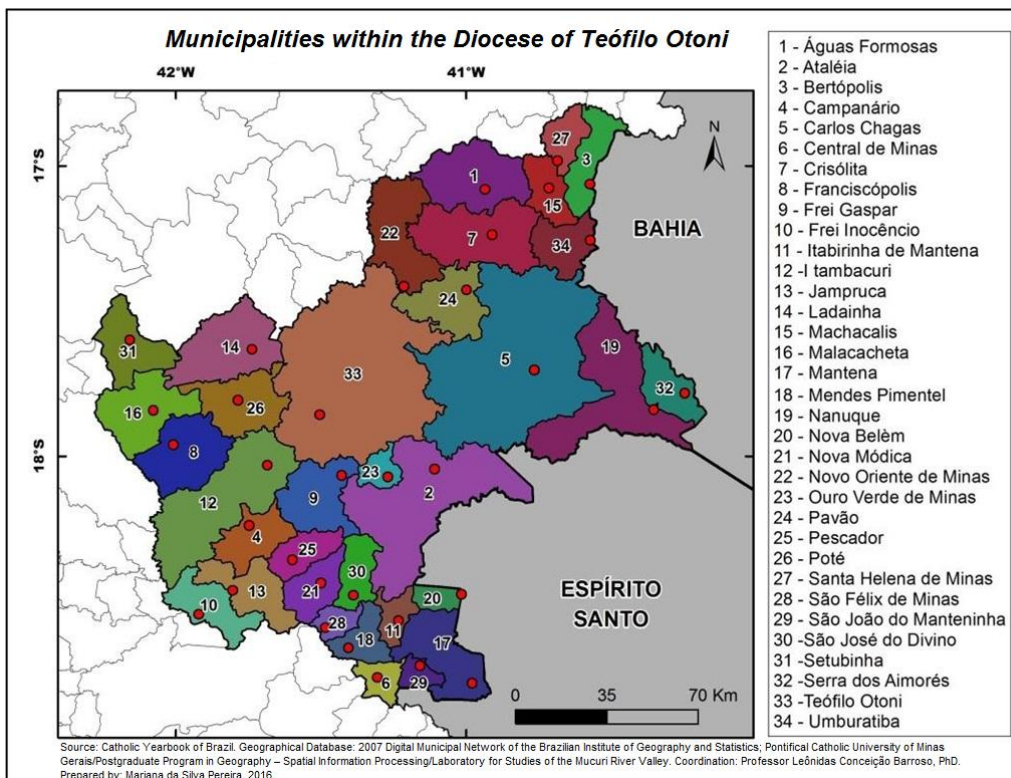 Municipalities within the Diocese of Teófilo Otoni
42°W
41°W
17°S
18°S
N
27
3
1
15
22
7
34
BAHIA
24
31
14
33
5
19
32
16
26
8
23
2
12
9
4
25
30
ESPÍRITO
SANTO
10
13
21
20
28
18
11
17
6
29
0
35
70 Km
1 - Águas Formosas
2 - Ataléia
3 - Bertópolis
4 - Campanário
5 - Carlos Chagas
6 - Central de Minas
7 - Crisólita
8 - Franciscópolis
9 - Frei Gaspar
10 - Frei Inocêncio
11 - Itabirinha de Mantena
12 - I tambacuri
13 - Jampruca
14 - Ladainha
15 - Machacalis
16 - Malacacheta
17 - Mantena
18 - Mendes Pimentel
19 - Nanuque
20 - Nova Belèm
21 - Nova Módica
22 - Novo Oriente de Minas
23 - Ouro Verde de Minas
24 - Pavão
25 - Pescador
26 - Poté
27 - Santa Helena de Minas
28 - São Félix de Minas
29 - São João do Manteninha
30 -São José do Divino
31 - Setubinha
32 - Serra dos Aimorés
33 -Teófilo Otoni
34 - Umburatiba
Source: Catholic Yearbook of Brazil. Geographical Database: 2007 Digital Municipal Network of the Brazilian Institute of Geography and Statistics; Pontifical Catholic University of Minas
Gerais/Postgraduate Program in Geography – Spatial Information Processing/Laboratory for Studies of the Mucuri River Valley. Coordination: Professor Leônidas Conceição Barroso, PhD.
Prepared by: Mariana da Silva Pereira, 2016.